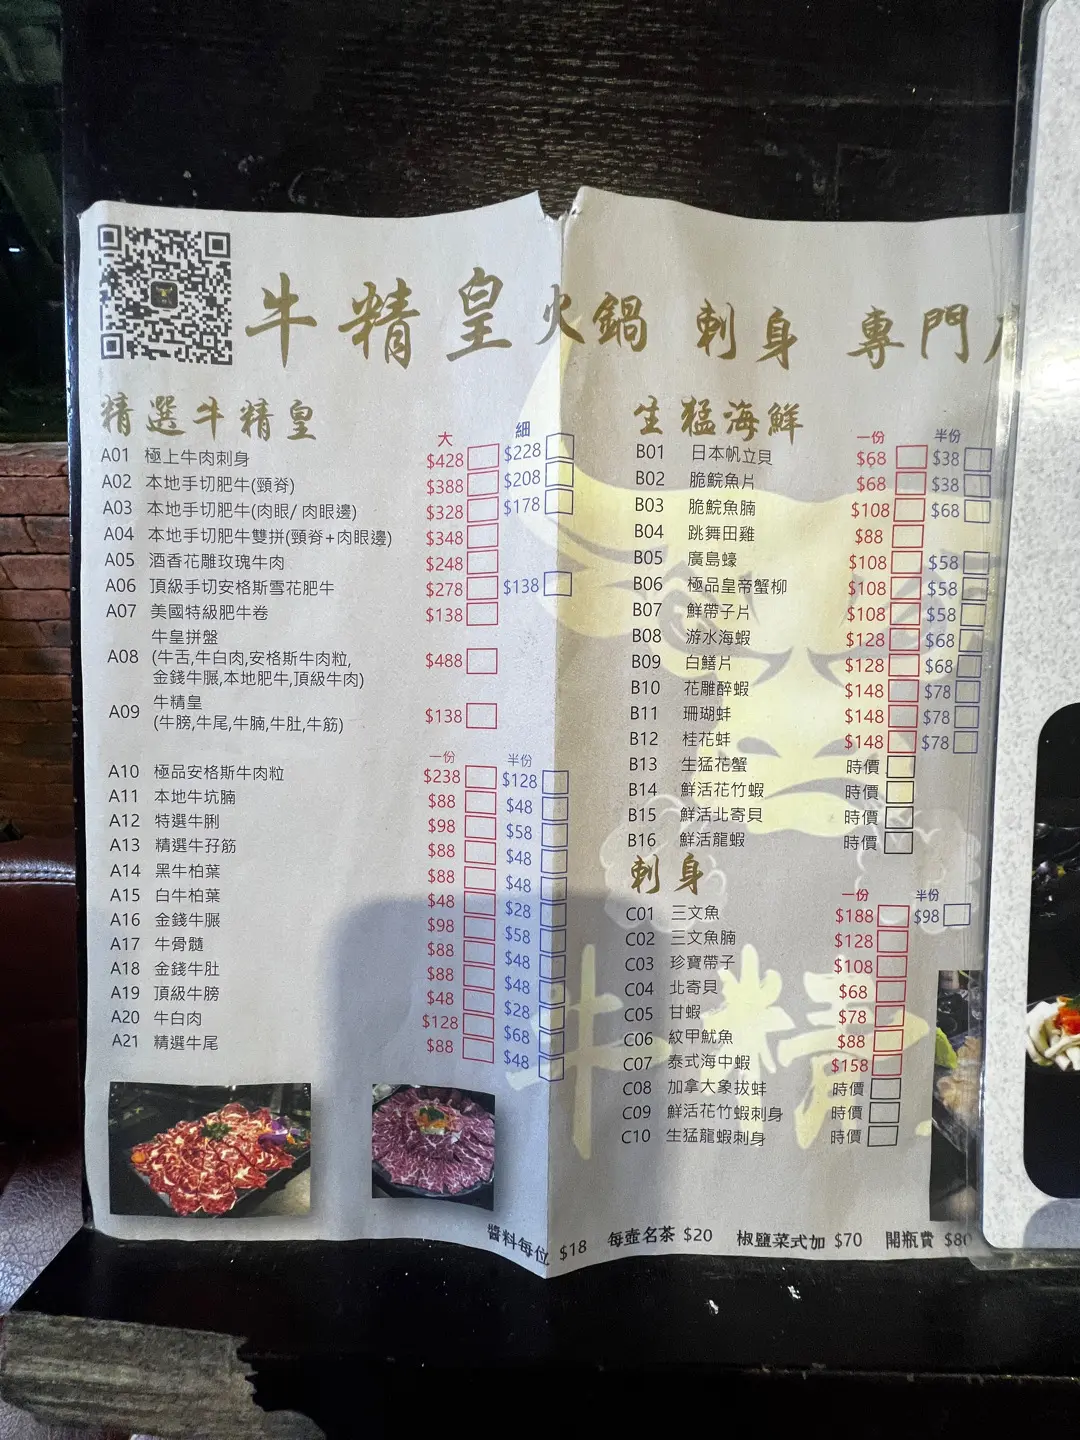 牛精皇火鍋 刺身 專門
精選牛精皇
大 細
A01 極上牛肉刺身 $428 $228
A02 本地手切肥牛(頸脊) $388 $208
A03 本地手切肥牛(肉眼/ 肉眼邊) $328 $178
A04 本地手切肥牛雙拼(頸脊+肉眼邊) $348
A05 酒香花雕玫瑰牛肉 $248
A06 頂級手切安格斯雪花肥牛 $278 $138
A07 美國特級肥牛卷 $138
牛皇拼盤
A08 (牛舌,牛白肉,安格斯牛肉粒, $488
金錢牛𦟌,本地肥牛,頂級牛肉)
牛精皇
A09 (牛膀,牛尾,牛腩,牛肚,牛筋) $138
一份 半份
A10 極品安格斯牛肉粒 $238 $128
A11 本地牛坑腩 $88 $48
A12 特選牛脷 $98 $58
A13 精選牛孖筋 $88 $48
A14 黑牛柏葉 $88 $48
A15 白牛柏葉 $48 $28
A16 金錢牛𦟌 $98 $58
A17 牛骨髓 $88 $48
A18 金錢牛肚 $88 $48
A19 頂級牛膀 $48 $28
A20 牛白肉 $128 $68
A21 精選牛尾 $88 $48
生猛海鮮
一份 半份
B01 日本帆立貝 $68 $38
B02 脆鯇魚片 $68 $38
B03 脆鯇魚腩 $108 $68
B04 跳舞田雞 $88
B05 廣島蠔 $108 $58
B06 極品皇帝蟹柳 $108 $58
B07 鮮帶子片 $108 $58
B08 游水海蝦 $128 $68
B09 白鱔片 $128 $68
B10 花雕醉蝦 $148 $78
B11 珊瑚蚌 $148 $78
B12 桂花蚌 $148 $78
B13 生猛花蟹 時價
B14 鮮活花竹蝦 時價
B15 鮮活北寄貝 時價
B16 鮮活龍蝦 時價
刺身
一份 半份
C01 三文魚 $188 $98
C02 三文魚腩 $128
C03 珍寶帶子 $108
C04 北寄貝 $68
C05 甘蝦 $78
C06 紋甲魷魚 $88
C07 泰式海中蝦 $158
C08 加拿大象拔蚌 時價
C09 鮮活花竹蝦刺身 時價
C10 生猛龍蝦刺身 時價
牛精
醬料每位 $18 每壺名茶 $20 椒鹽菜式加 $70 開瓶費 $80